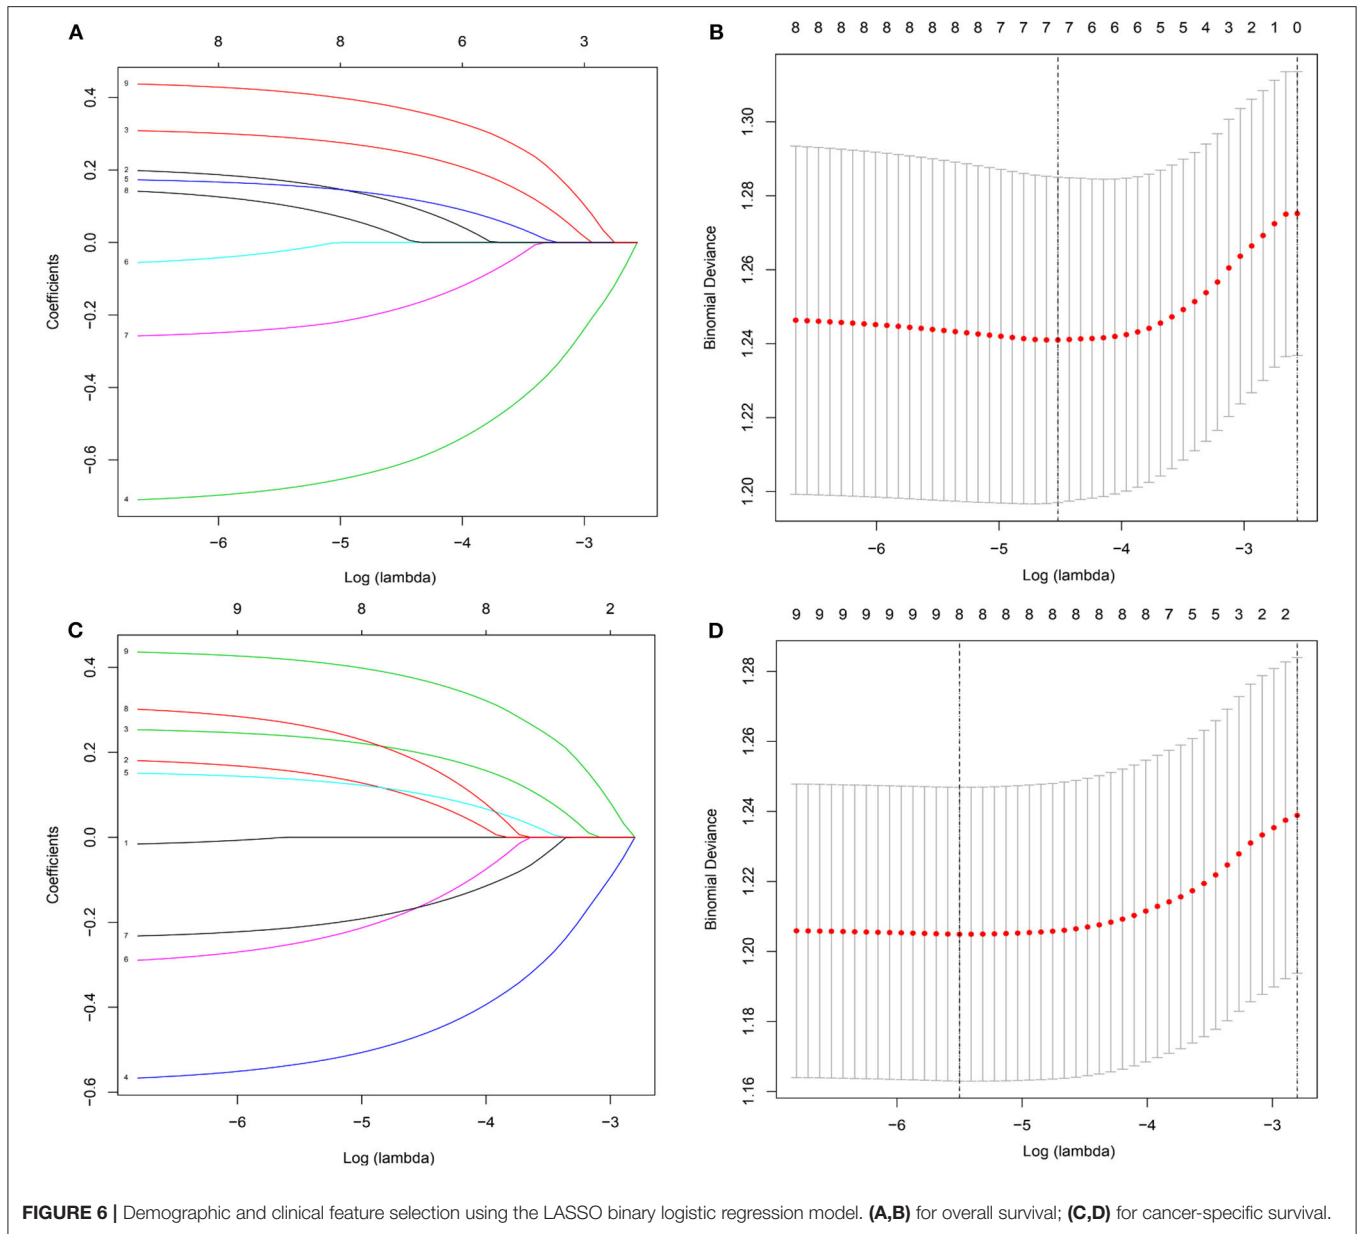 A
8 8 6 3
0.4
0.2
0.0
−0.2
−0.4
−0.6
Coefficients
9
3
2
5
8
6
7
4
−6 −5 −4 −3
Log (lambda)
B
8 8 8 8 8 8 8 8 7 7 7 7 6 6 6 5 5 4 3 2 1 0
1.30
1.28
1.26
1.24
1.22
1.20
Binomial Deviance
−6 −5 −4 −3
Log (lambda)
C
9 8 8 2
0.4
0.2
0.0
−0.2
−0.4
−0.6
Coefficients
9
8
3
2
5
1
7
6
4
−6 −5 −4 −3
Log (lambda)
D
9 9 9 9 9 9 9 8 8 8 8 8 8 8 8 8 7 5 5 3 2 2
1.28
1.26
1.24
1.22
1.20
1.18
1.16
Binomial Deviance
−6 −5 −4 −3
Log (lambda)
FIGURE 6 | Demographic and clinical feature selection using the LASSO binary logistic regression model. (A,B) for overall survival; (C,D) for cancer-specific survival.